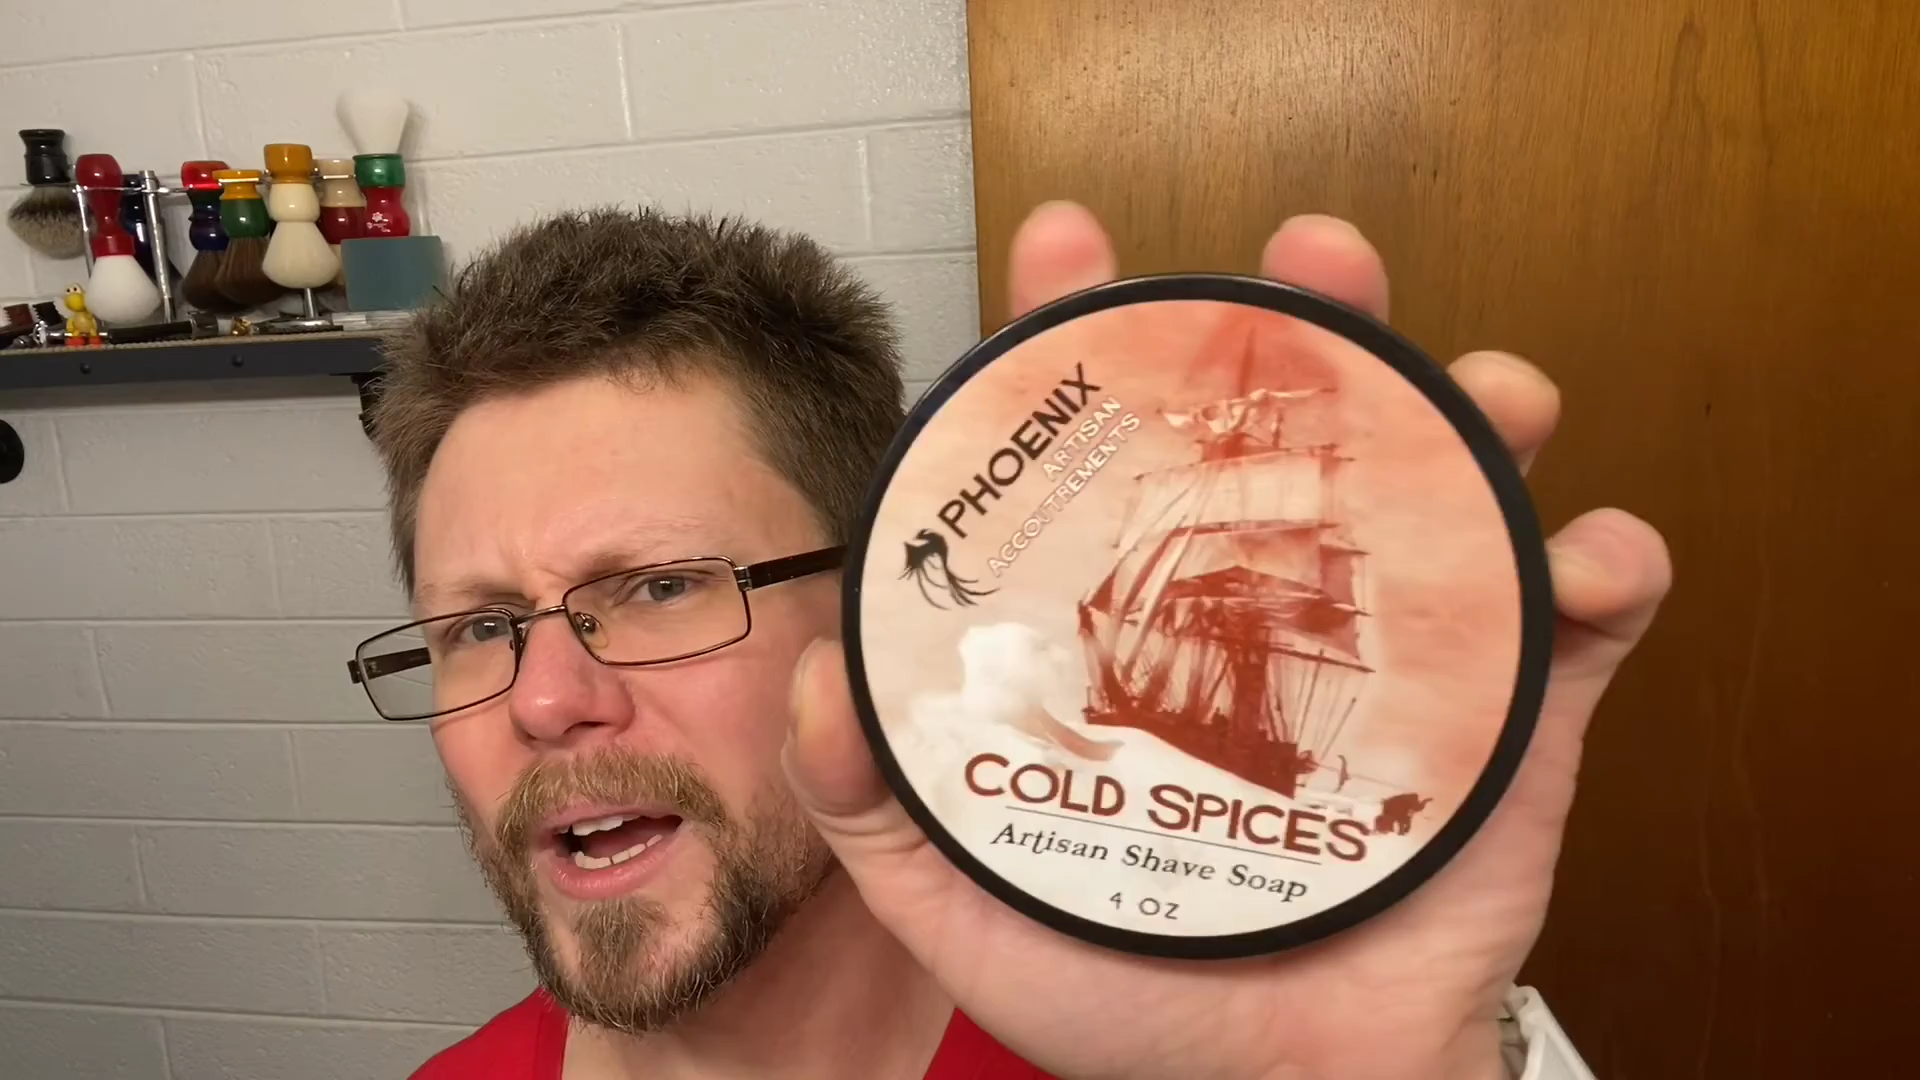 PHOENIX
ARTISAN
ACCOUTREMENTS
COLD SPICES
Artisan Shave Soap
4 OZ